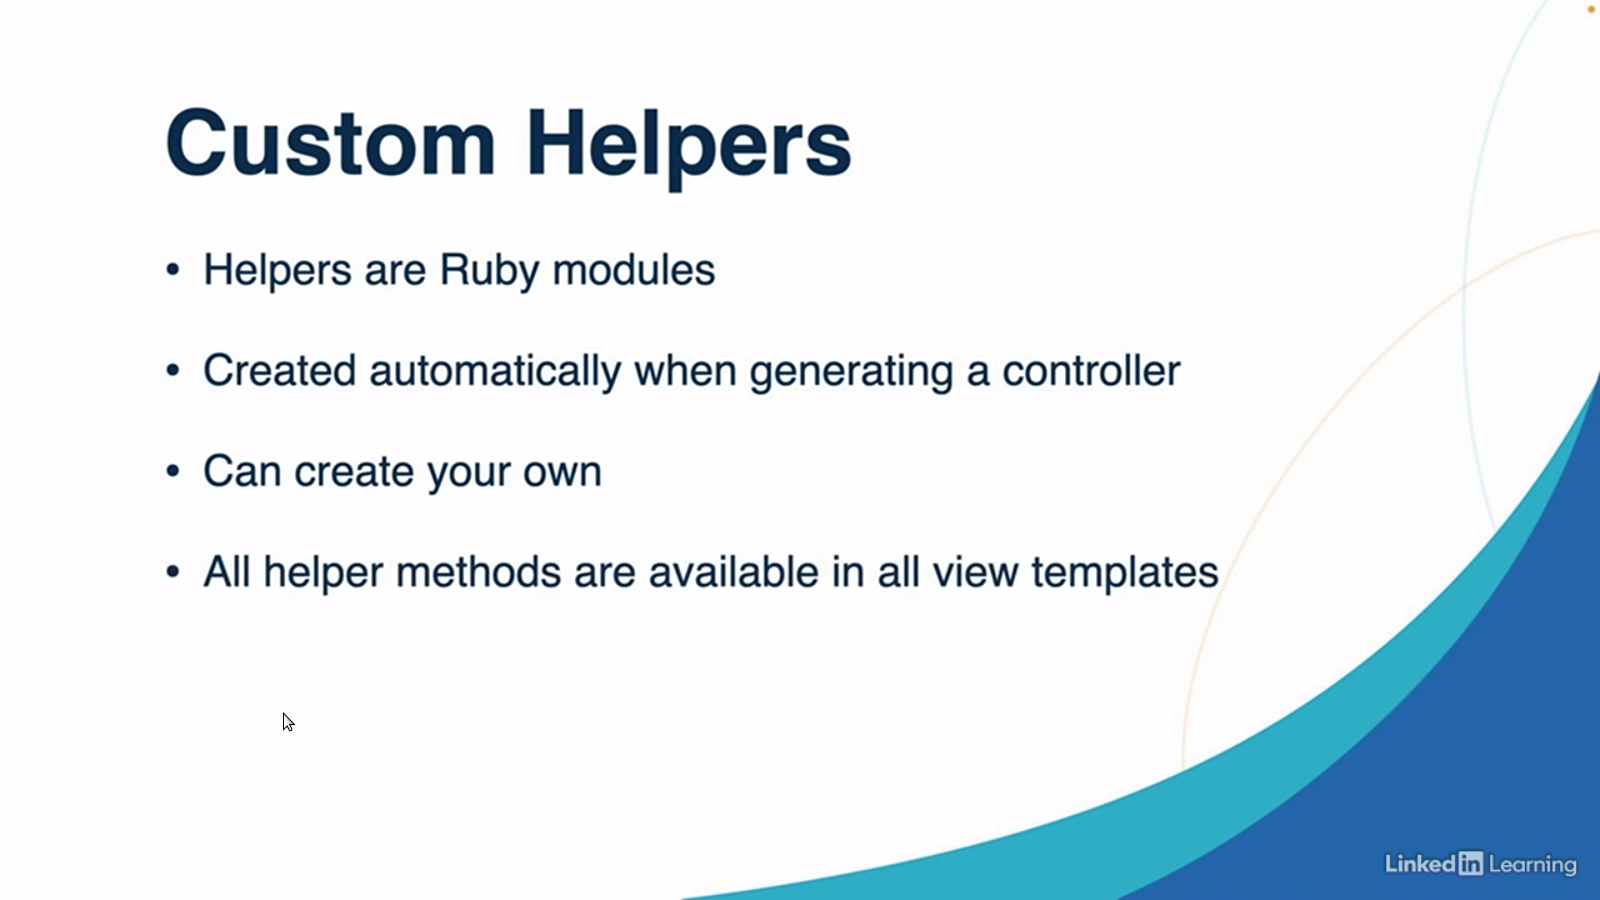 Custom Helpers
• Helpers are Ruby modules
• Created automatically when generating a controller
• Can create your own
• All helper methods are available in all view templates
Linked in Learning